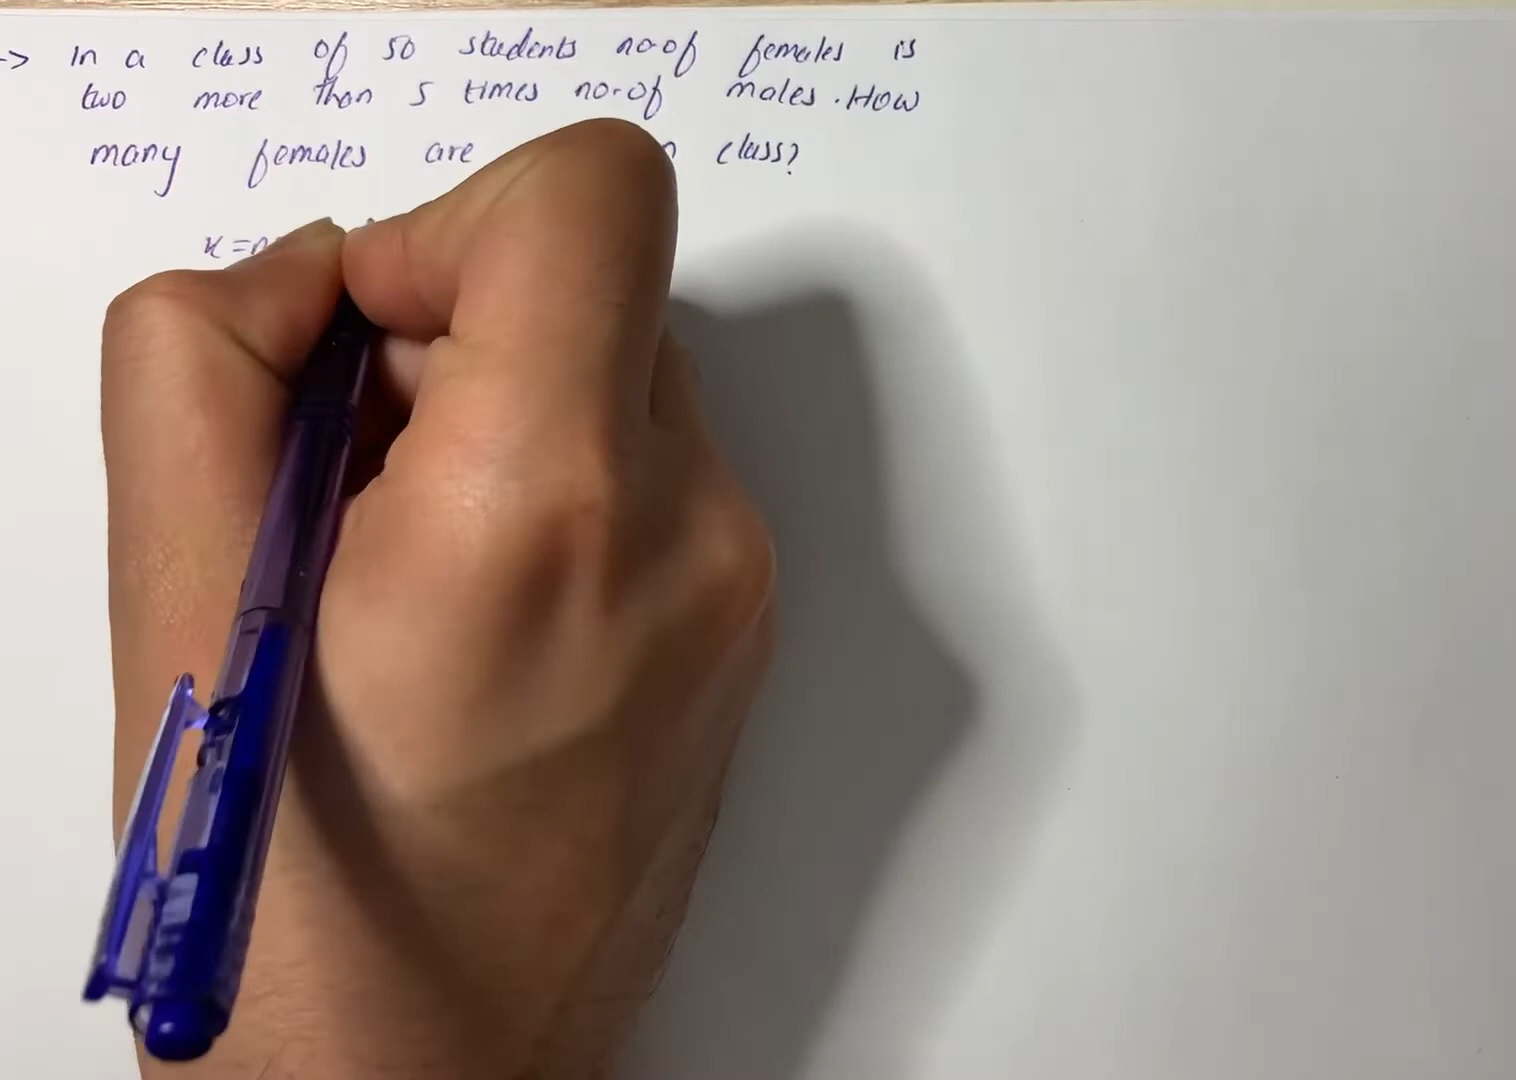 -> In a class of 50 students no.of females is
two more than 5 times no.of males. How
many females are class?
x =